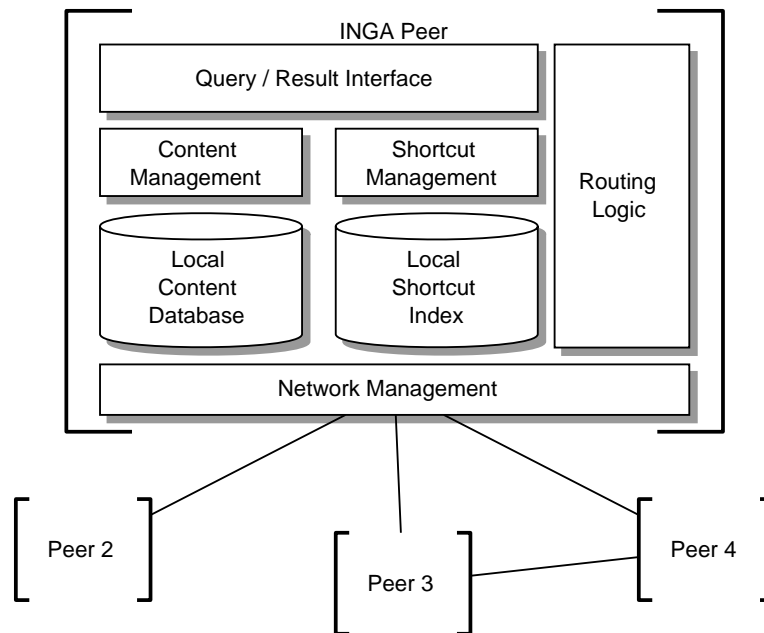 INGA Peer
Query / Result Interface
Content
Management
Shortcut
Management
Routing
Logic
Local
Content
Database
Local
Shortcut
Index
Network Management
Peer 2
Peer 3
Peer 4